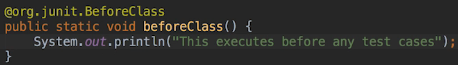 @org.junit.BeforeClass
public static void beforeClass() {
    System.out.println("This executes before any test cases");
}